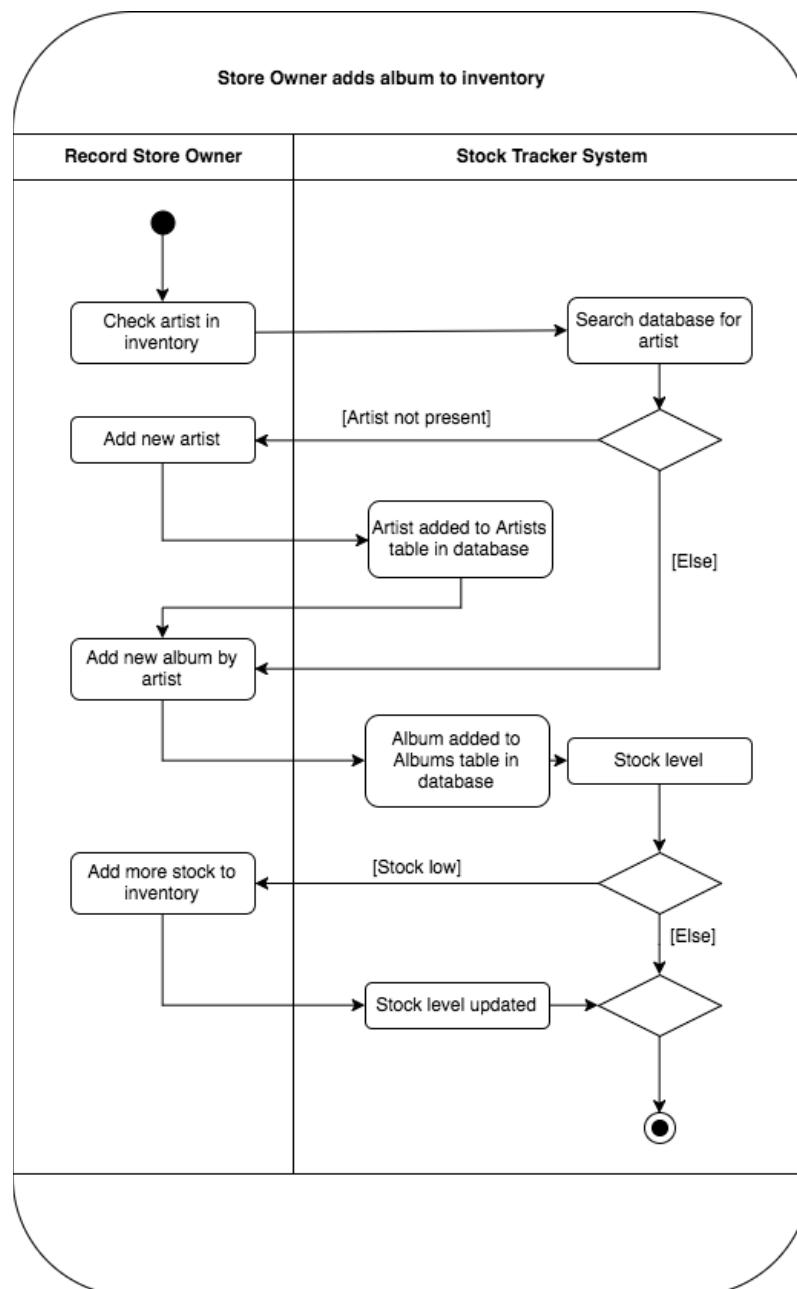 Store Owner adds album to inventory
Record Store Owner
Stock Tracker System
Check artist in
inventory
Search database for
artist
[Artist not present]
Add new artist
Artist added to Artists
table in database
[Else]
Add new album by
artist
Album added to
Albums table in
database
Stock level
[Stock low]
Add more stock to
inventory
[Else]
Stock level updated